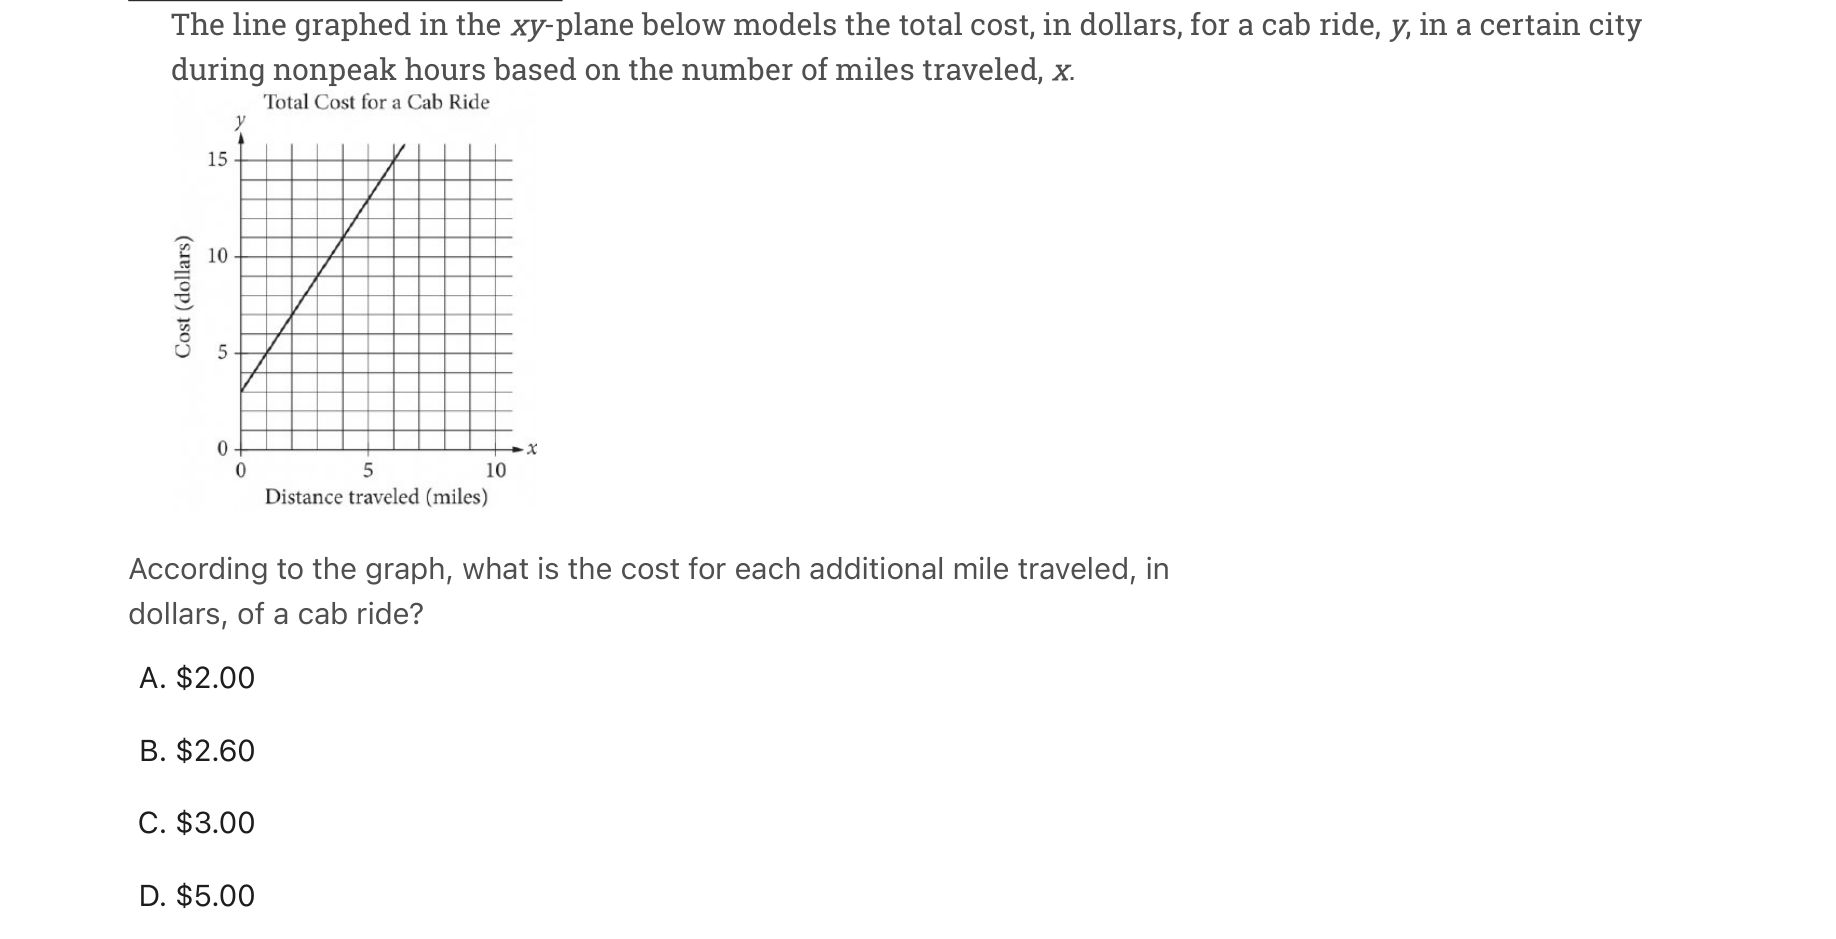 The line graphed in the xy-plane below models the total cost, in dollars, for a cab ride, y, in a certain city
during nonpeak hours based on the number of miles traveled, x.
Total Cost for a Cab Ride
y
15
10
5
0
Cost (dollars)
x
0 5 10
Distance traveled (miles)
According to the graph, what is the cost for each additional mile traveled, in
dollars, of a cab ride?
A. $2.00
B. $2.60
C. $3.00
D. $5.00